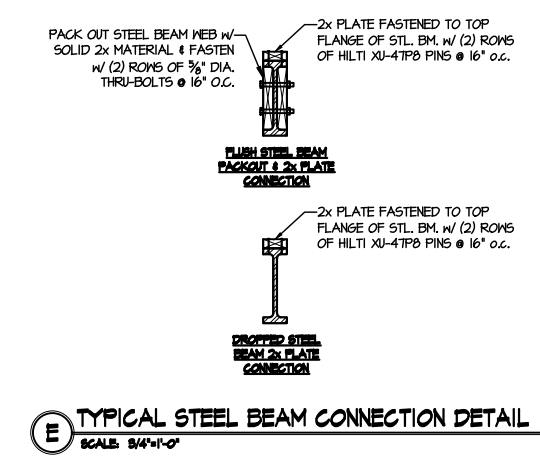 PACK OUT STEEL BEAM WEB W/
SOLID 2x MATERIAL & FASTEN
W/ (2) ROWS OF 5/8" DIA.
THRU-BOLTS @ 16" O.C.
2x PLATE FASTENED TO TOP
FLANGE OF STL. BM. W/ (2) ROWS
OF HILTI XU-47P8 PINS @ 16" o.c.
FLUSH STEEL BEAM
PACKOUT & 2x PLATE
CONNECTION
2x PLATE FASTENED TO TOP
FLANGE OF STL. BM. W/ (2) ROWS
OF HILTI XU-47P8 PINS @ 16" o.c.
DROPPED STEEL
BEAM 2x PLATE
CONNECTION
E
TYPICAL STEEL BEAM CONNECTION DETAIL
SCALE: 3/4"=1'-0"